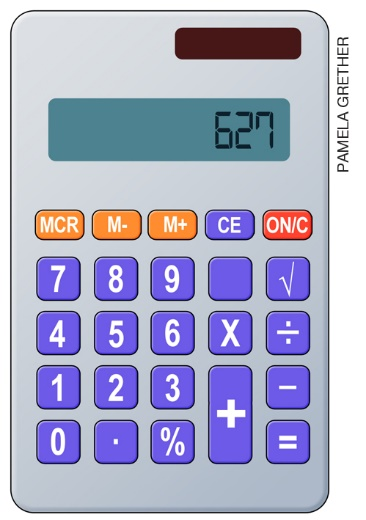 627
MCR M- M+ CE ON/C
7 8 9 √
4 5 6 X ÷
1 2 3 + −
0 . % =
PAMELA GRETHER